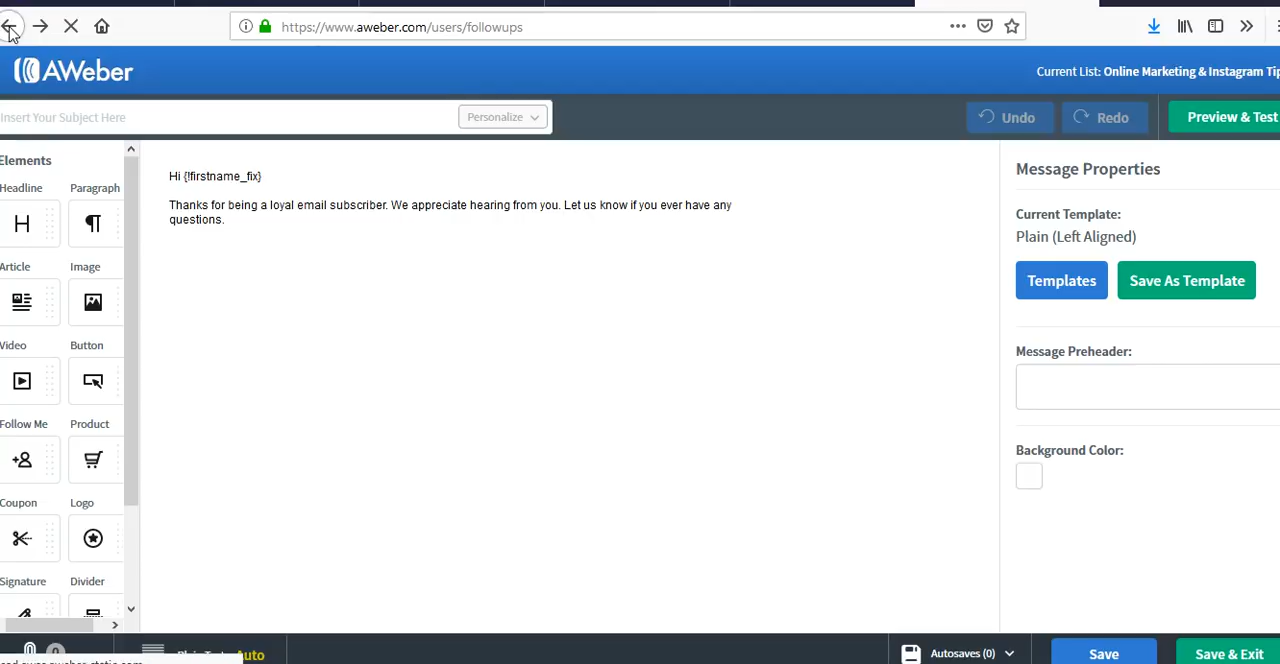 https://www.aweber.com/users/followups
AWeber
Current List: Online Marketing & Instagram Tip
Insert Your Subject Here
Personalize
Undo
Redo
Preview & Test
Elements
Headline
Paragraph
Article
Image
Video
Button
Follow Me
Product
Coupon
Logo
Signature
Divider
Hi {!firstname_fix}
Thanks for being a loyal email subscriber. We appreciate hearing from you. Let us know if you ever have any
questions.
Message Properties
Current Template:
Plain (Left Aligned)
Templates
Save As Template
Message Preheader:
Background Color:
0
Auto
Autosaves (0)
Save
Save & Exit